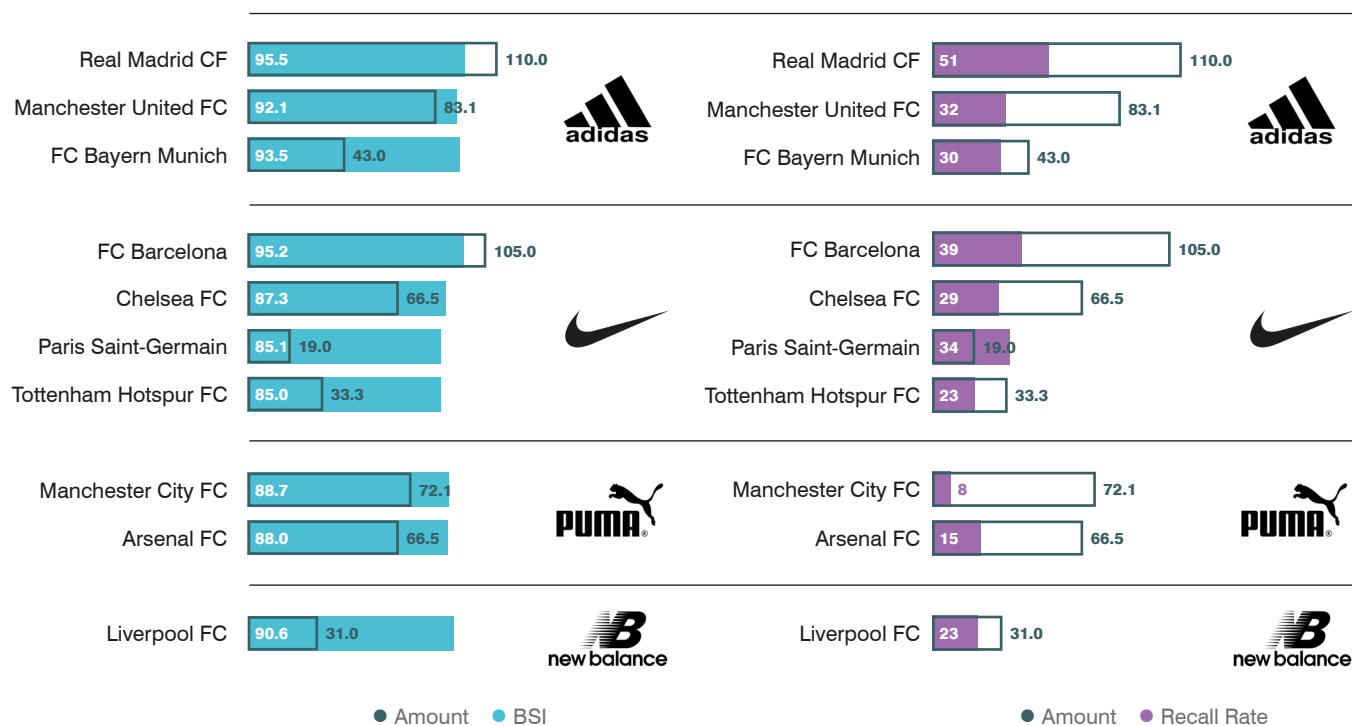 Real Madrid CF 95.5 110.0
Manchester United FC 92.1 83.1
FC Bayern Munich 93.5 43.0
adidas
FC Barcelona 95.2 105.0
Chelsea FC 87.3 66.5
Paris Saint-Germain 85.1 19.0
Tottenham Hotspur FC 85.0 33.3
Manchester City FC 88.7 72.1
Arsenal FC 88.0 66.5
PUMA®
Liverpool FC 90.6 31.0
NB
new balance
Amount BSI
Real Madrid CF 51 110.0
Manchester United FC 32 83.1
FC Bayern Munich 30 43.0
adidas
FC Barcelona 39 105.0
Chelsea FC 29 66.5
Paris Saint-Germain 34 19.0
Tottenham Hotspur FC 23 33.3
Manchester City FC 8 72.1
Arsenal FC 15 66.5
PUMA®
Liverpool FC 23 31.0
NB
new balance
Amount Recall Rate